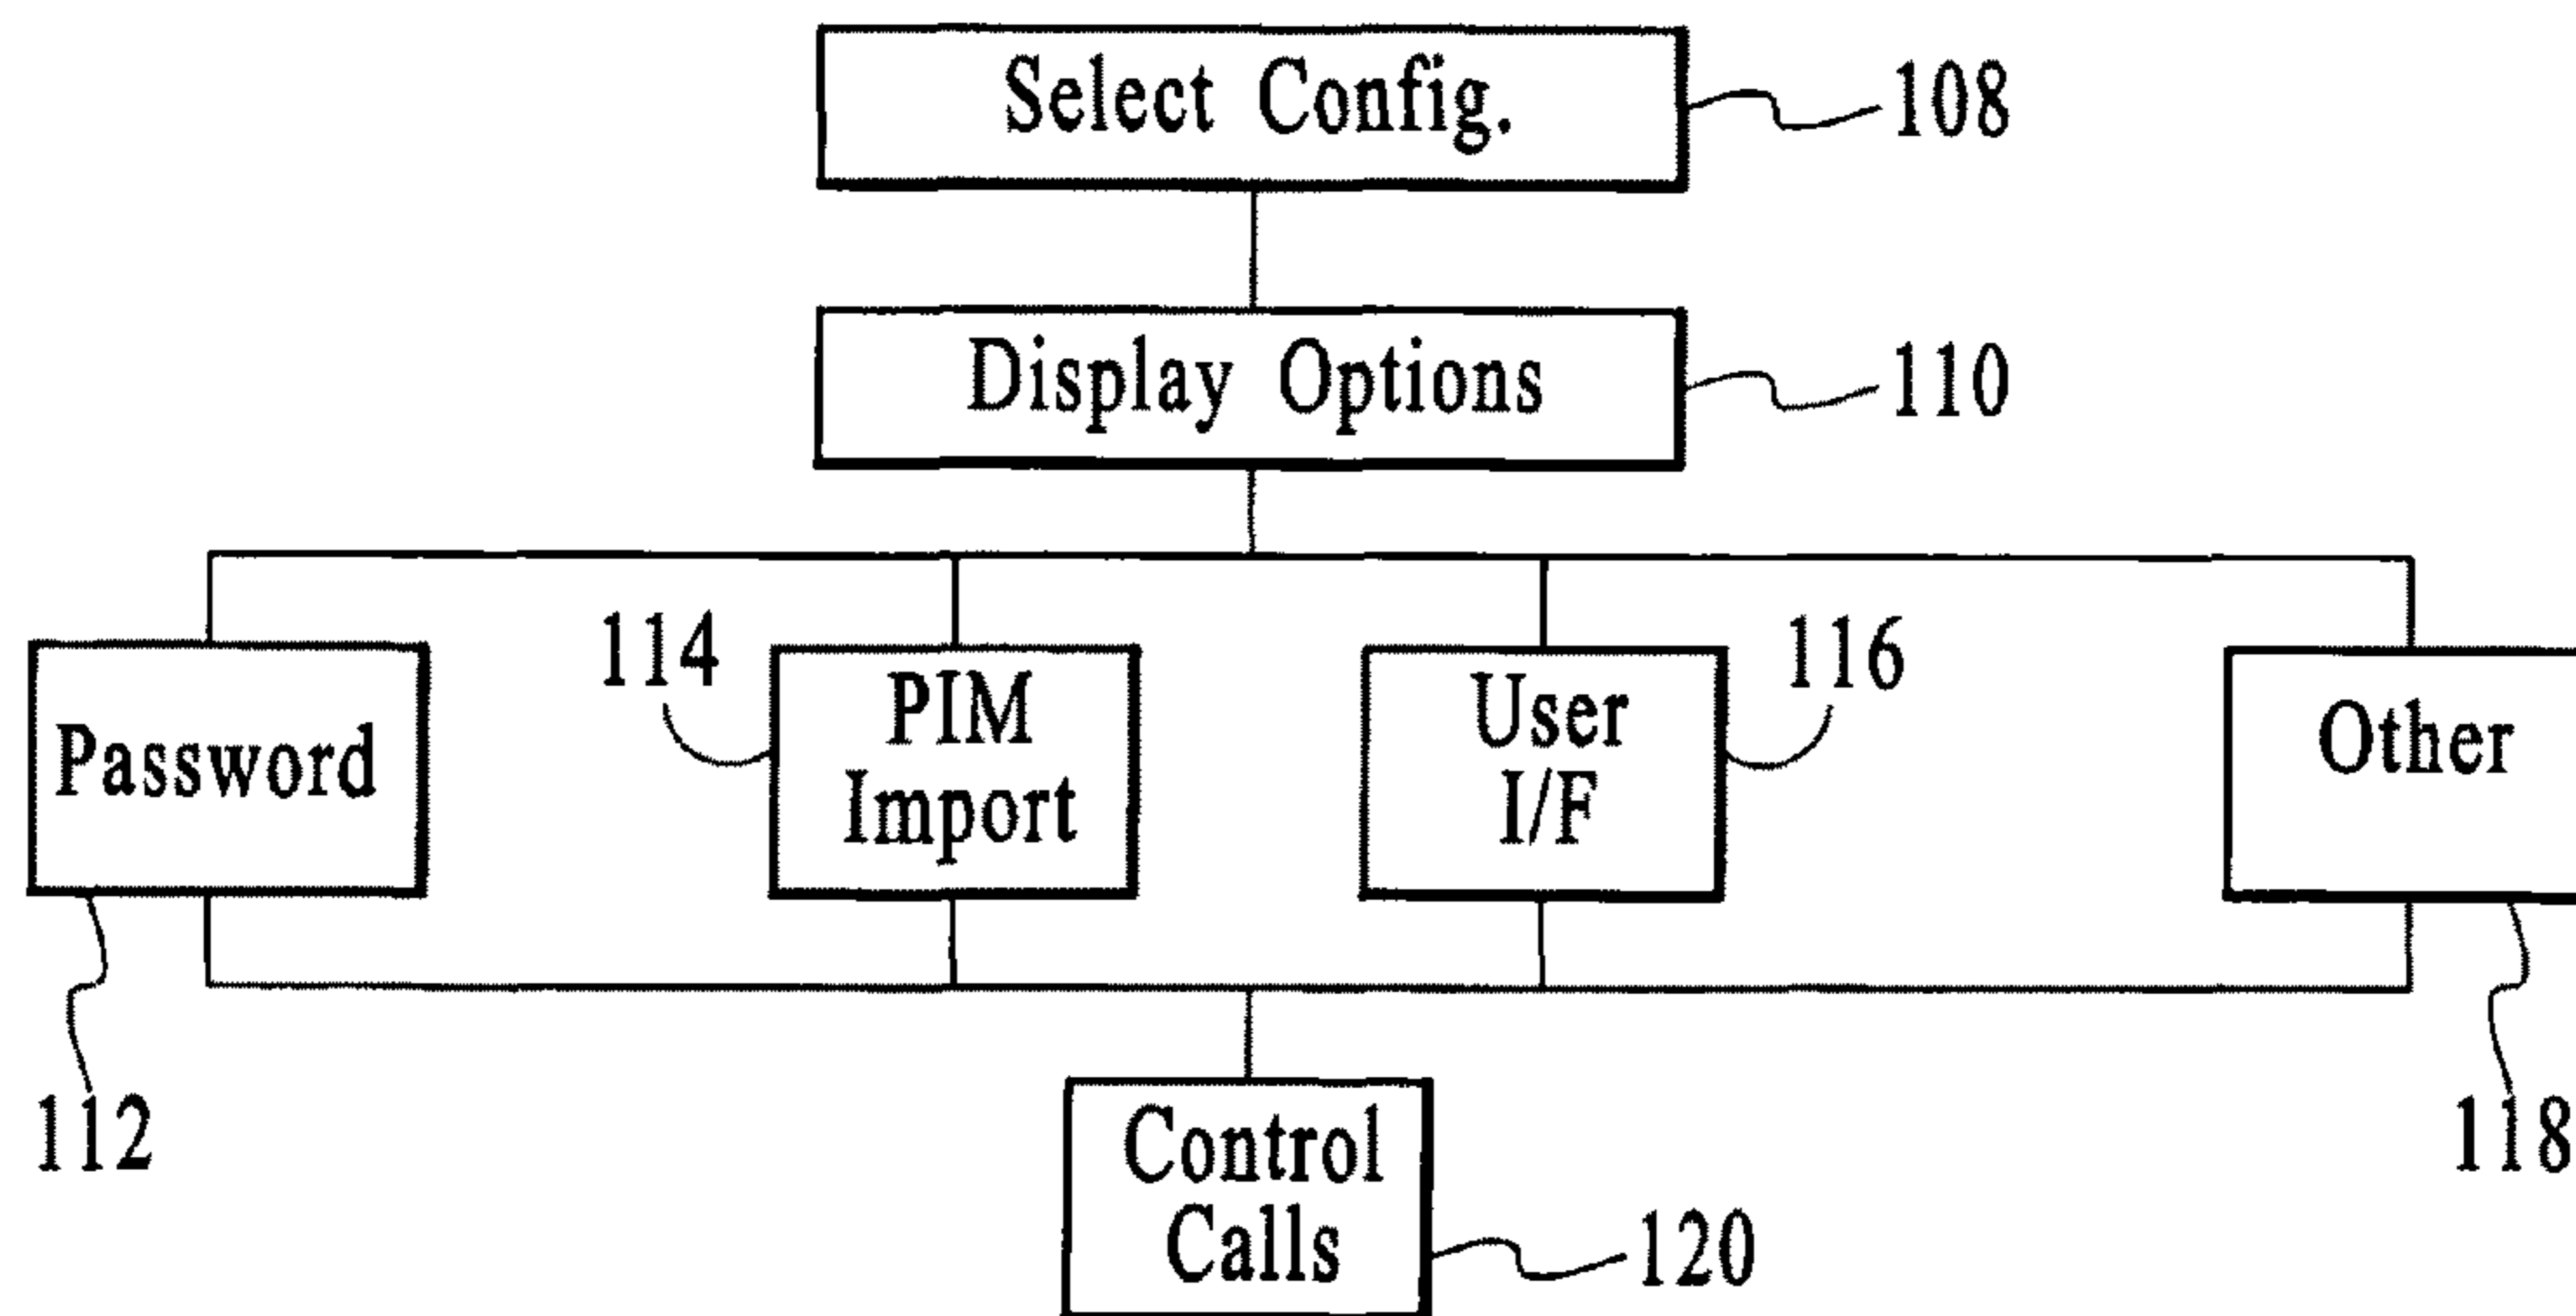 Select Config.
108
Display Options
110
114
116
Password
PIM
Import
User
I/F
Other
112
118
Control
Calls
120